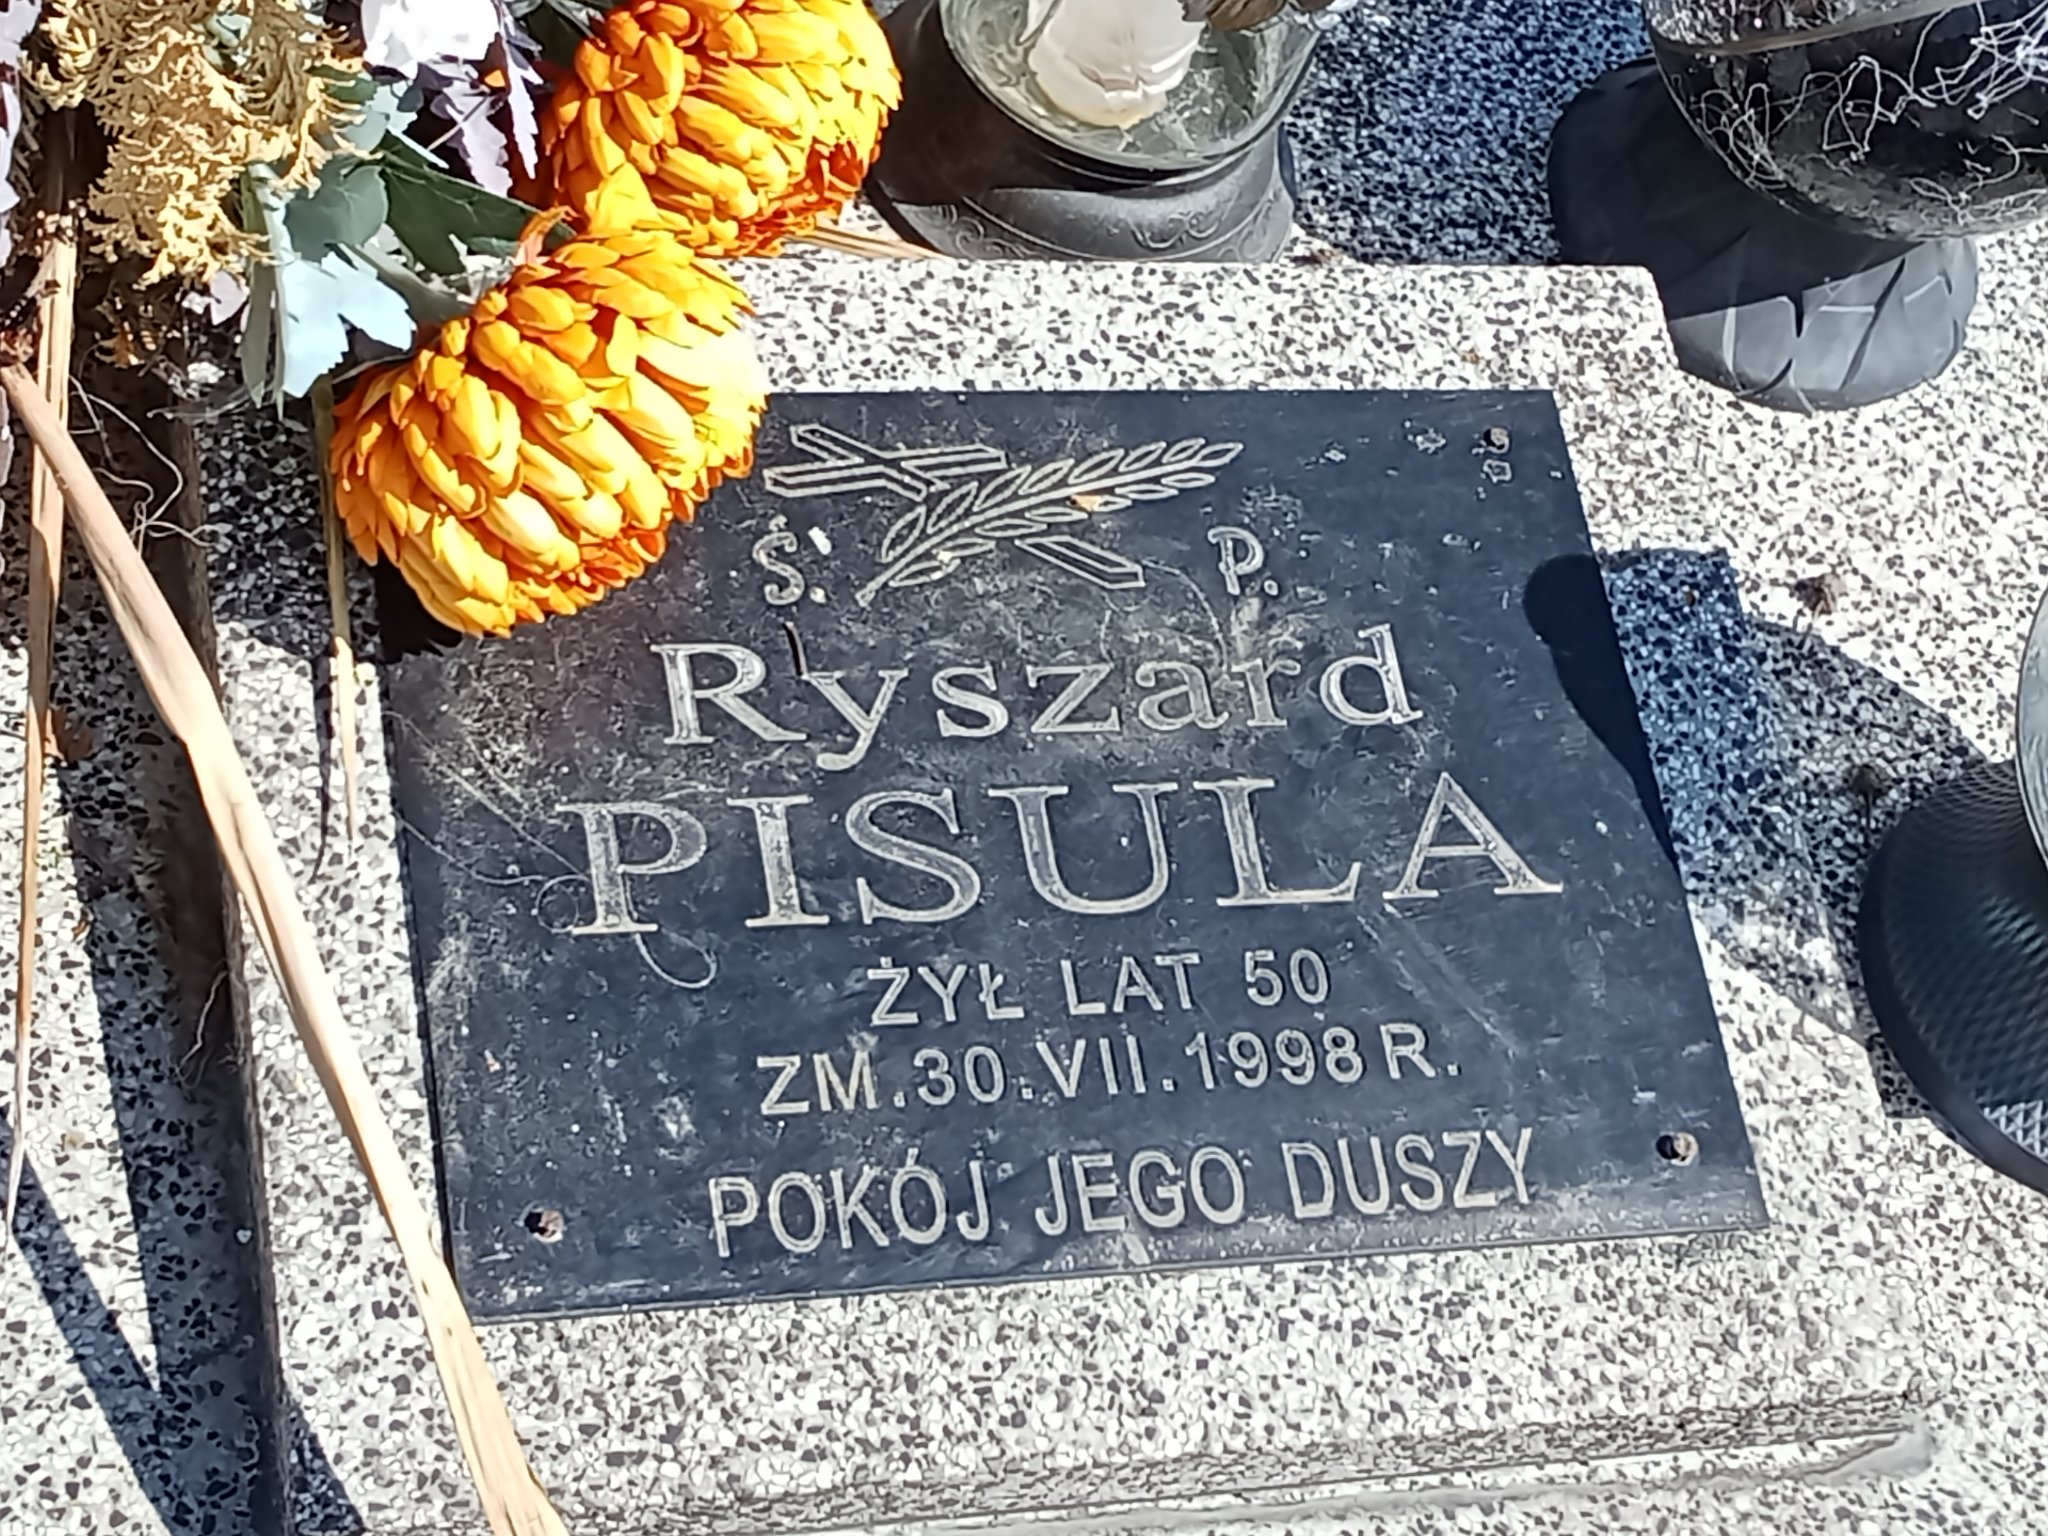 Ś. P.
Ryszard
PISULA
ŻYŁ LAT 50
ZM.30.VII.1998 R.
POKÓJ JEGO DUSZY